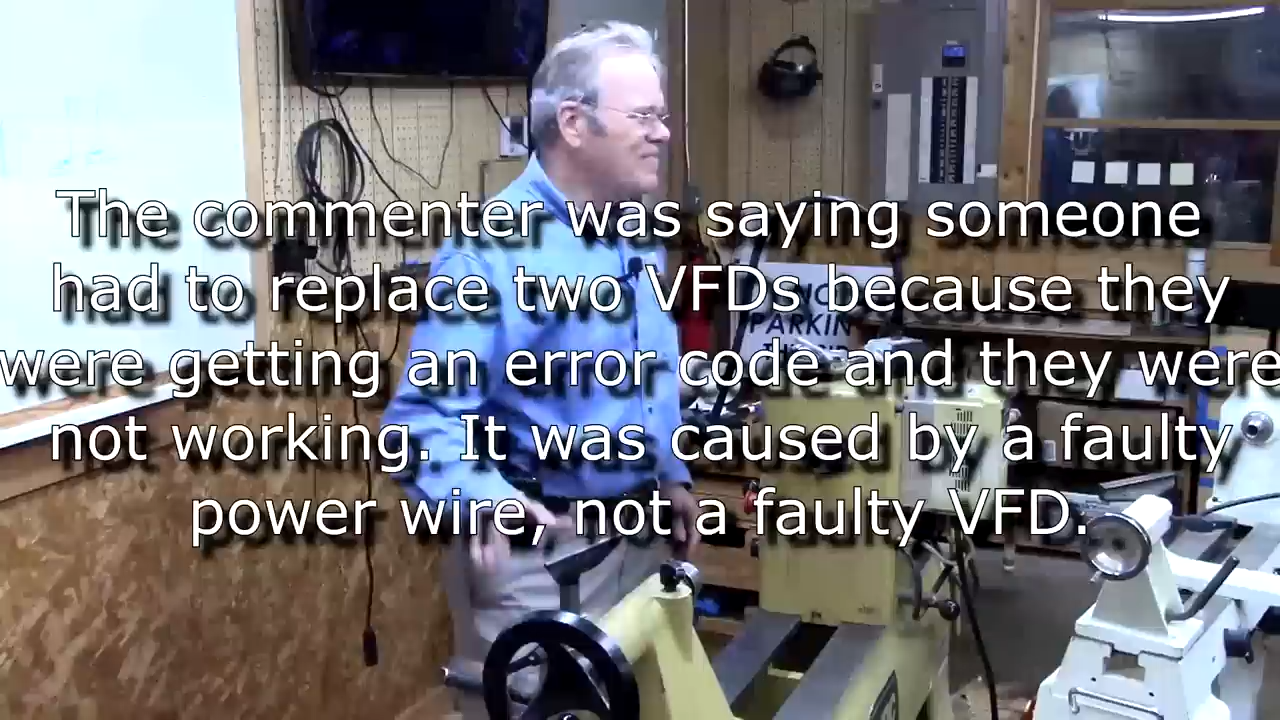 The commenter was saying someone
had to replace two VFDs because they
were getting an error code and they were
not working. It was caused by a faulty
power wire, not a faulty VFD.
PARKIN